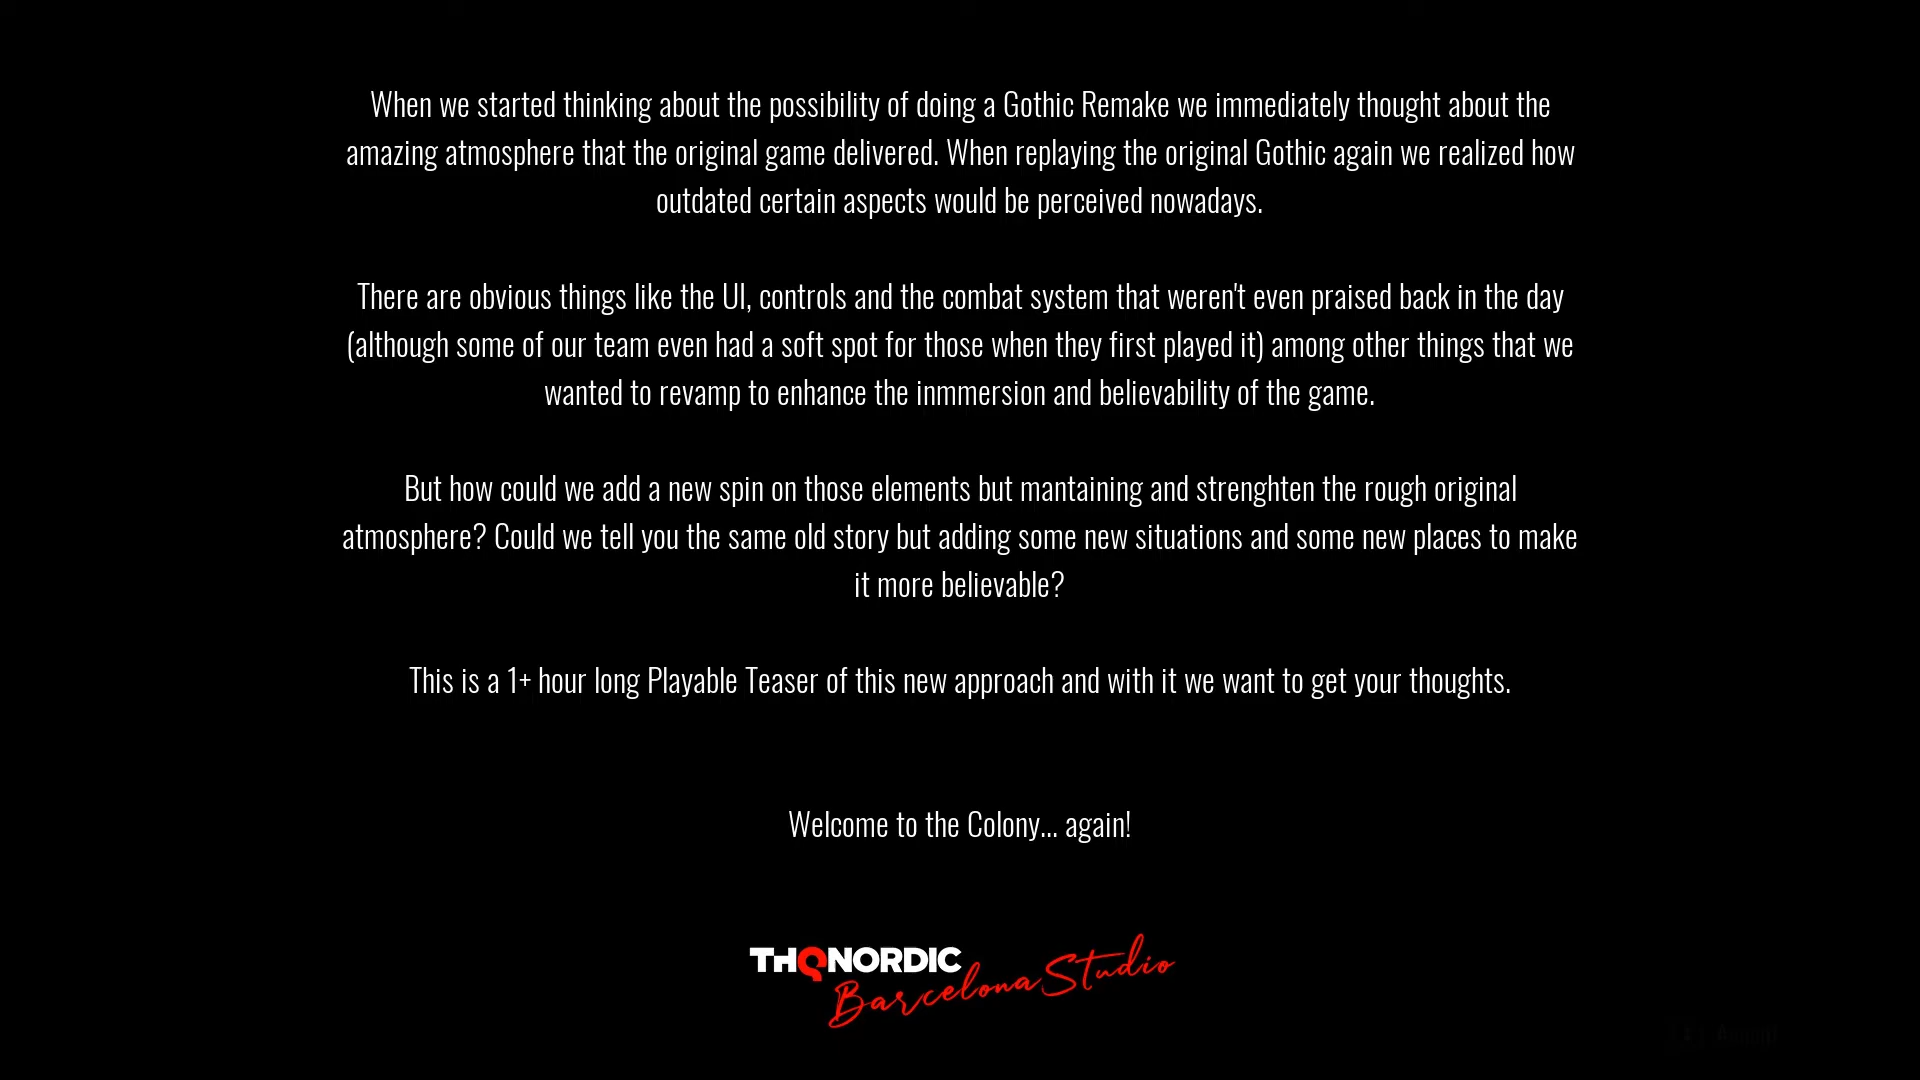 When we started thinking about the possibility of doing a Gothic Remake we immediately thought about the
amazing atmosphere that the original game delivered. When replaying the original Gothic again we realized how
outdated certain aspects would be perceived nowadays.
There are obvious things like the UI, controls and the combat system that weren't even praised back in the day
(although some of our team even had a soft spot for those when they first played it) among other things that we
wanted to revamp to enhance the inmmersion and believability of the game.
But how could we add a new spin on those elements but mantaining and strenghten the rough original
atmosphere? Could we tell you the same old story but adding some new situations and some new places to make
it more believable?
This is a 1+ hour long Playable Teaser of this new approach and with it we want to get your thoughts.
Welcome to the Colony... again!
THQNORDIC
Barcelona Studio